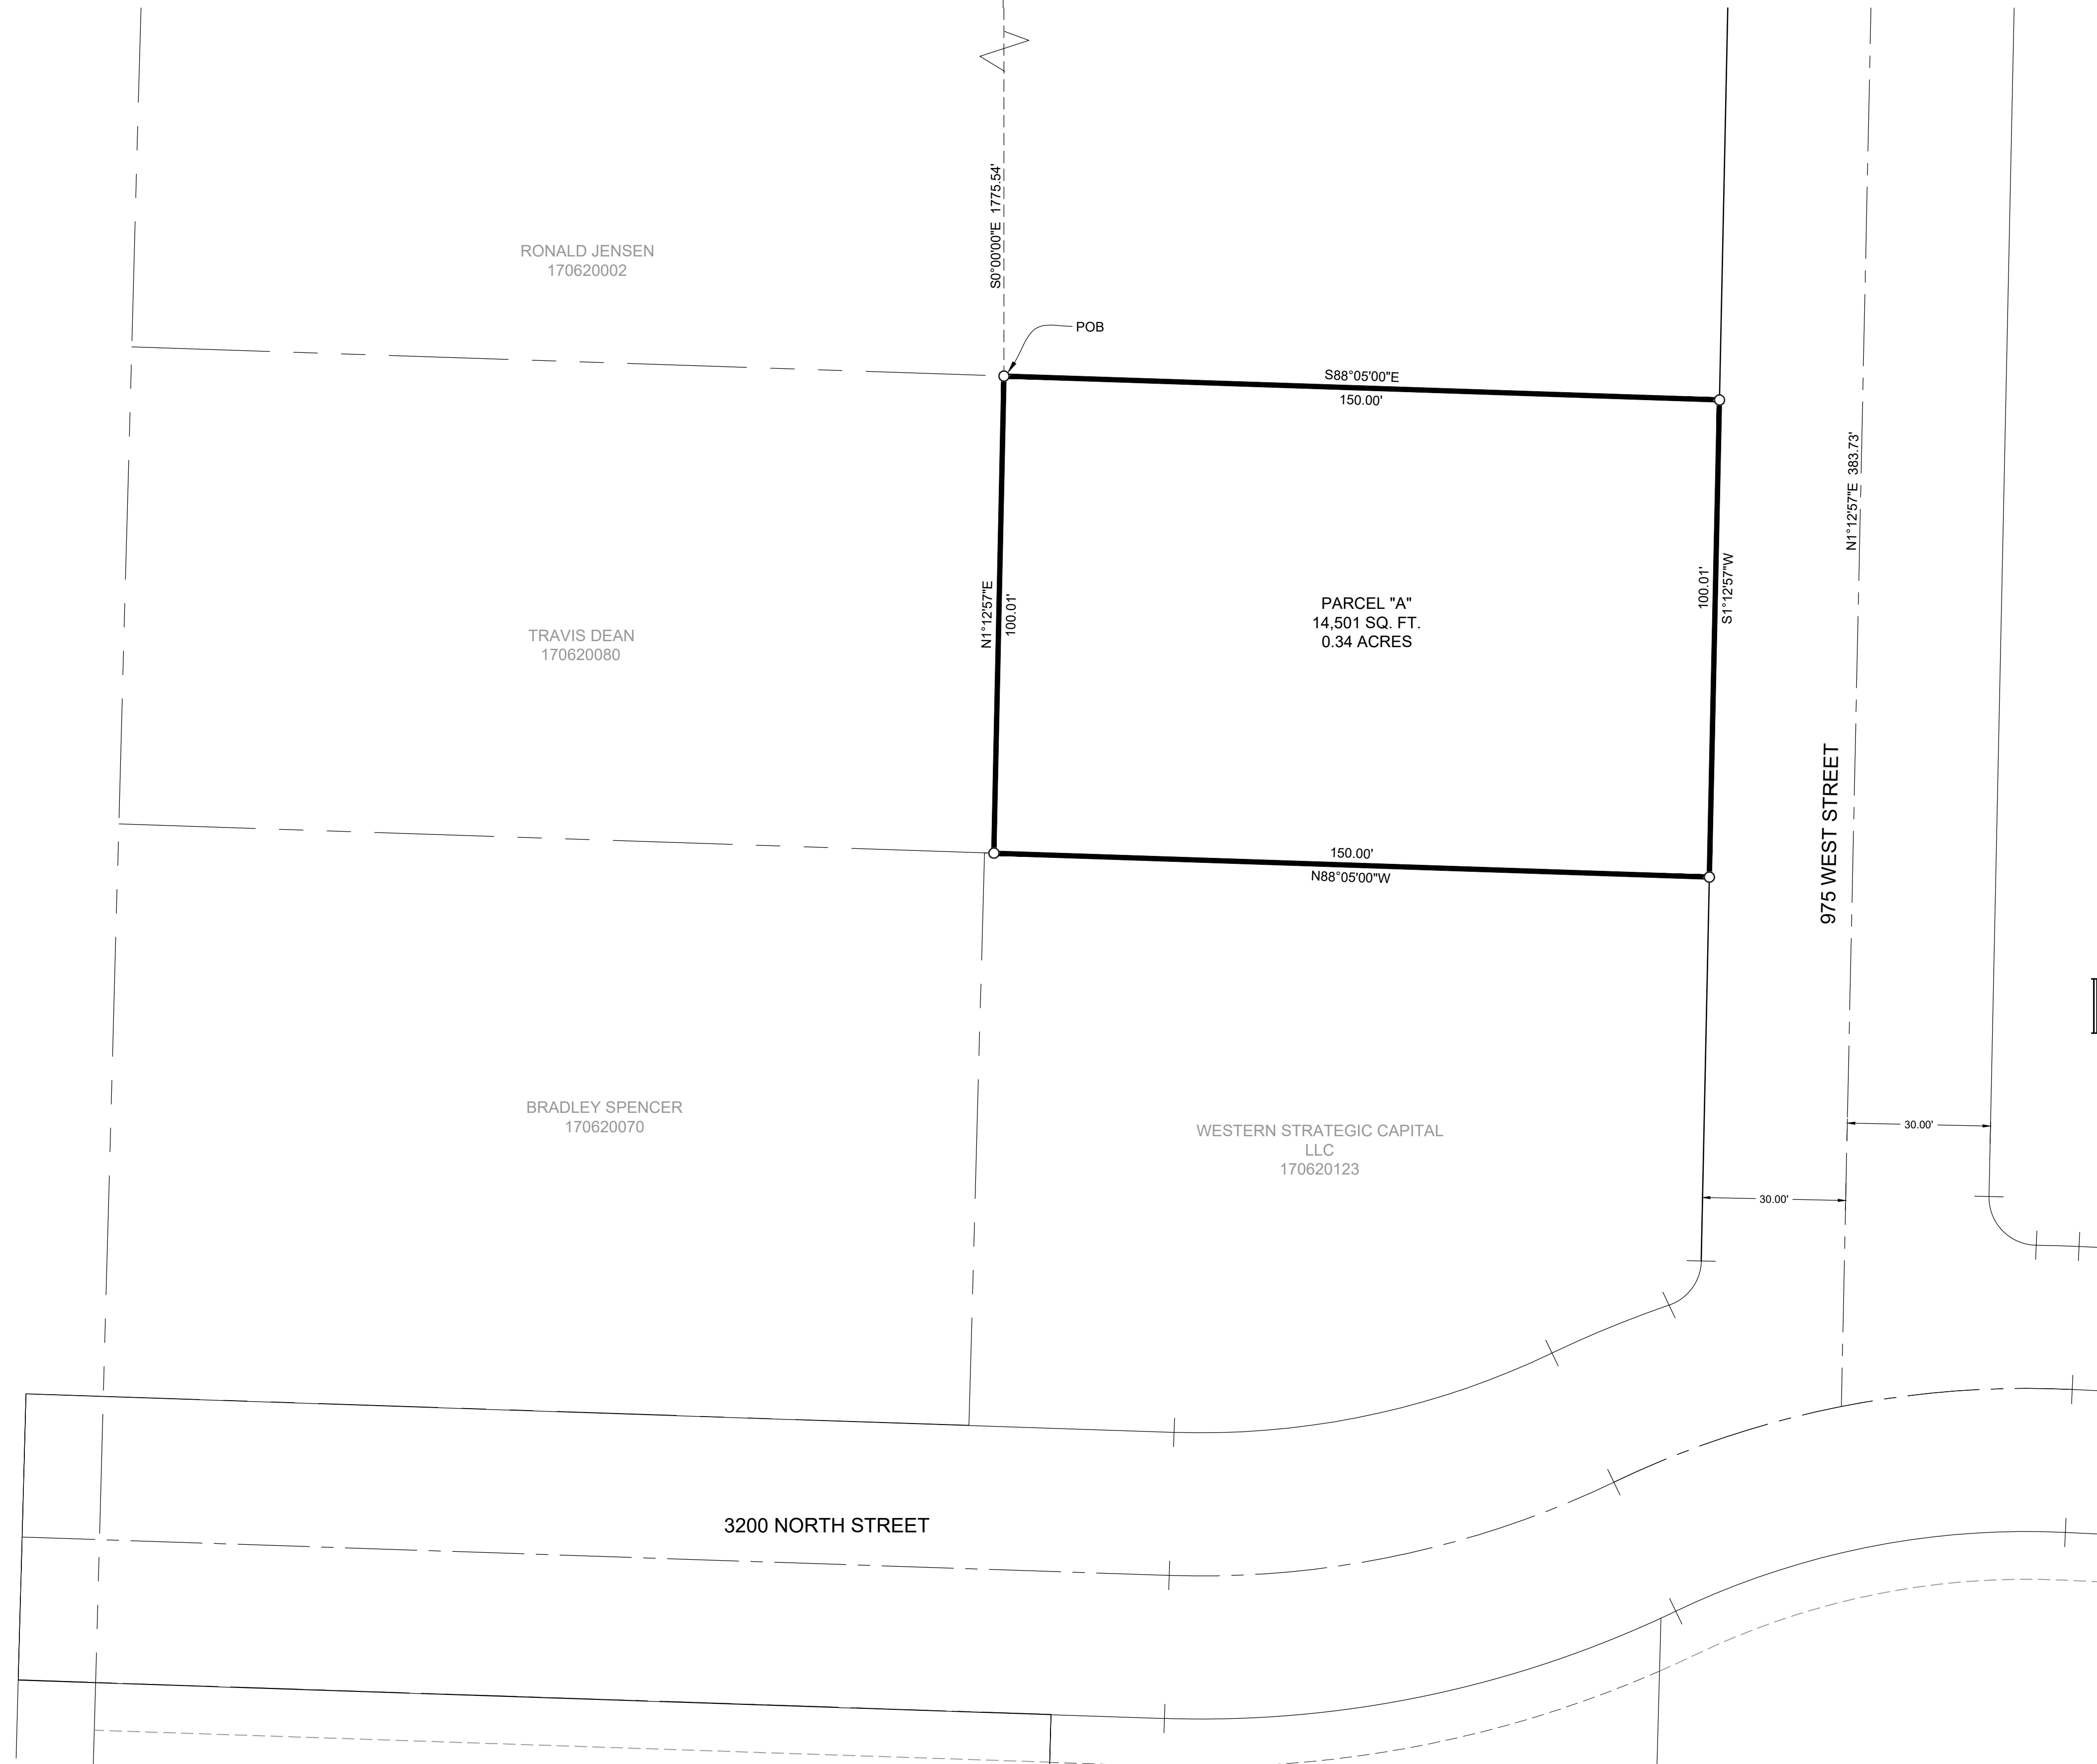 S0°00'00"E 1775.54'
RONALD JENSEN
170620002
POB
S88°05'00"E
150.00'
N1°12'57"E 383.73'
N1°12'57"E
100.01'
PARCEL "A"
14,501 SQ. FT.
0.34 ACRES
100.01'
S1°12'57"W
TRAVIS DEAN
170620080
975 WEST STREET
150.00'
N88°05'00"W
BRADLEY SPENCER
170620070
WESTERN STRATEGIC CAPITAL
LLC
170620123
30.00'
30.00'
3200 NORTH STREET